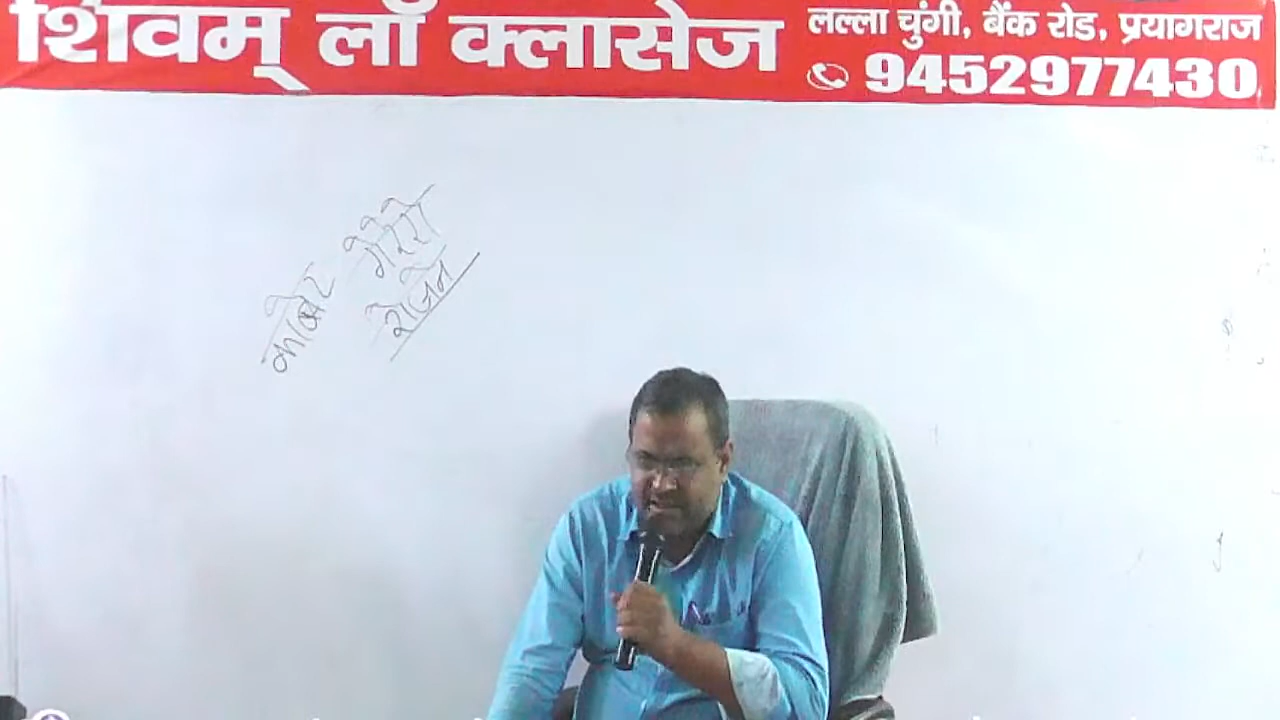 शिवम् लॉ क्लासेज
लल्ला चुंगी, बैंक रोड, प्रयागराज
9452977430
गेरेरो
रोजेन